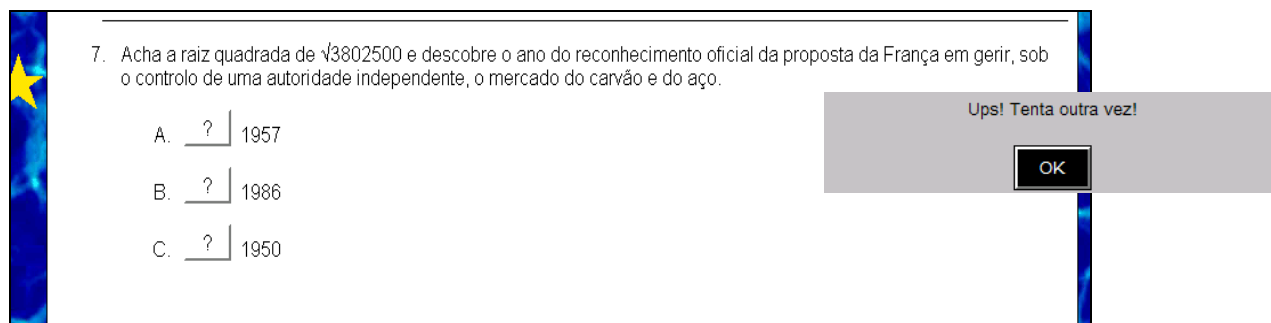 7. Acha a raiz quadrada de √3802500 e descobre o ano do reconhecimento oficial da proposta da França em gerir, sob
o controlo de uma autoridade independente, o mercado do carvão e do aço.
Ups! Tenta outra vez!
A. ? 1957
OK
B. ? 1986
C. ? 1950